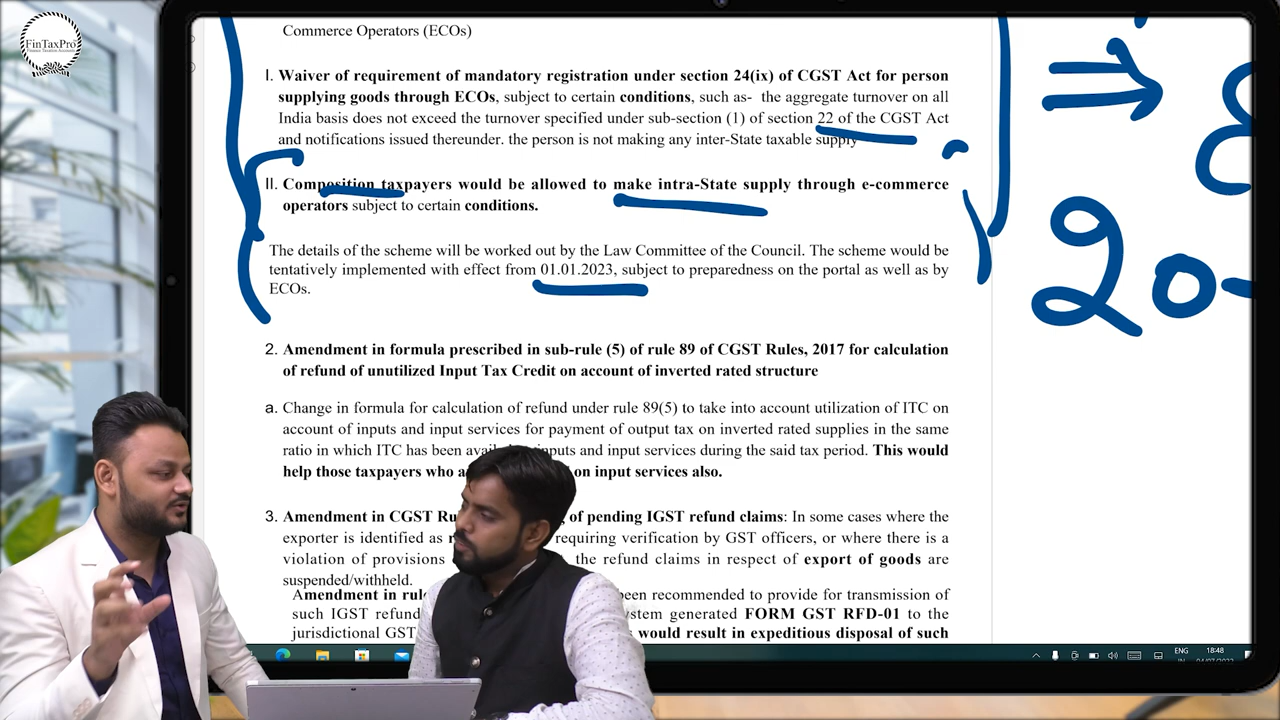 FinTaxPro
Commerce Operators (ECOs)
I. Waiver of requirement of mandatory registration under section 24(ix) of CGST Act for person
supplying goods through ECOs, subject to certain conditions, such as- the aggregate turnover on all
India basis does not exceed the turnover specified under sub-section (1) of section 22 of the CGST Act
and notifications issued thereunder. the person is not making any inter-State taxable supply
II. Composition taxpayers would be allowed to make intra-State supply through e-commerce
operators subject to certain conditions.
The details of the scheme will be worked out by the Law Committee of the Council. The scheme would be
tentatively implemented with effect from 01.01.2023, subject to preparedness on the portal as well as by
ECOs.
20
2. Amendment in formula prescribed in sub-rule (5) of rule 89 of CGST Rules, 2017 for calculation
of refund of unutilized Input Tax Credit on account of inverted rated structure
a. Change in formula for calculation of refund under rule 89(5) to take into account utilization of ITC on
account of inputs and input services for payment of output tax on inverted rated supplies in the same
ratio in which ITC has been inputs and input services during the said tax period. This would
help those taxpayers who on input services also.
3. Amendment in CGST of pending IGST refund claims: In some cases where the
exporter is identified as requiring verification by GST officers, or where there is a
violation of provisions the refund claims in respect of export of goods are
suspended/withheld.
Amendment in been recommended to provide for transmission of
such IGST refund generated FORM GST RFD-01 to the
jurisdictional GST would result in expeditious disposal of such
ENG
18:48